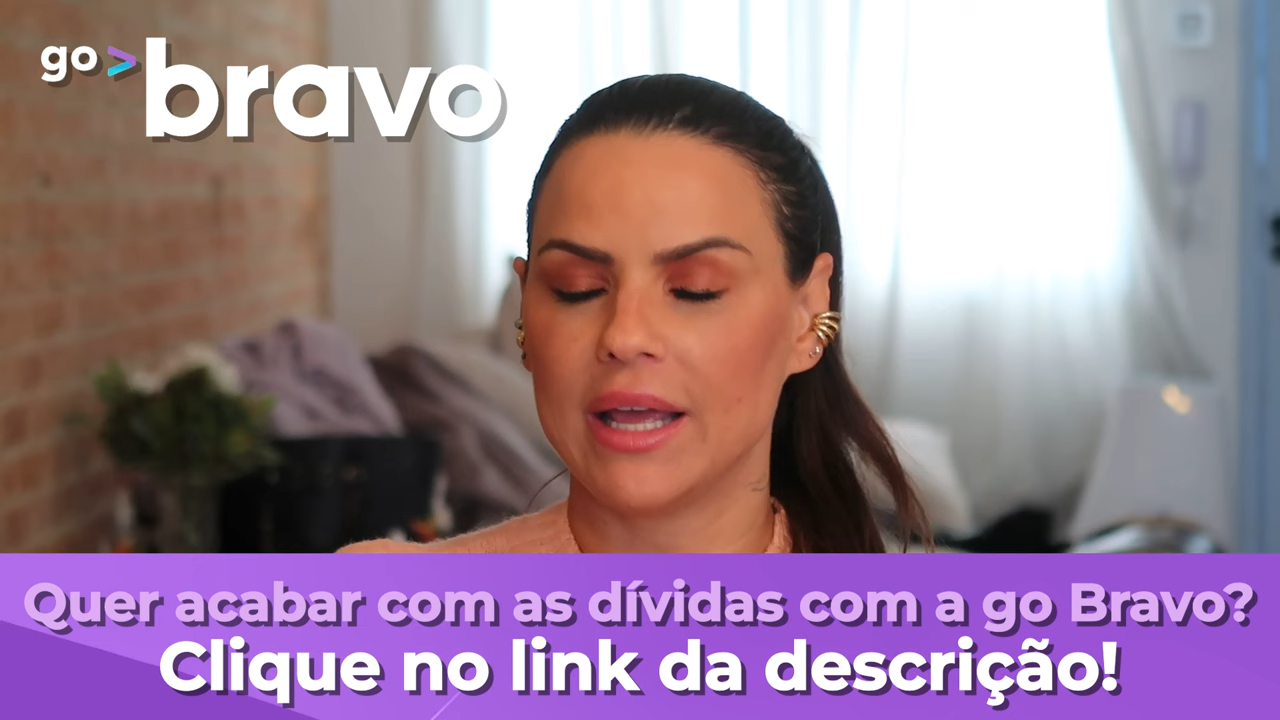 go > bravo
Quer acabar com as dívidas com a go Bravo?
Clique no link da descrição!